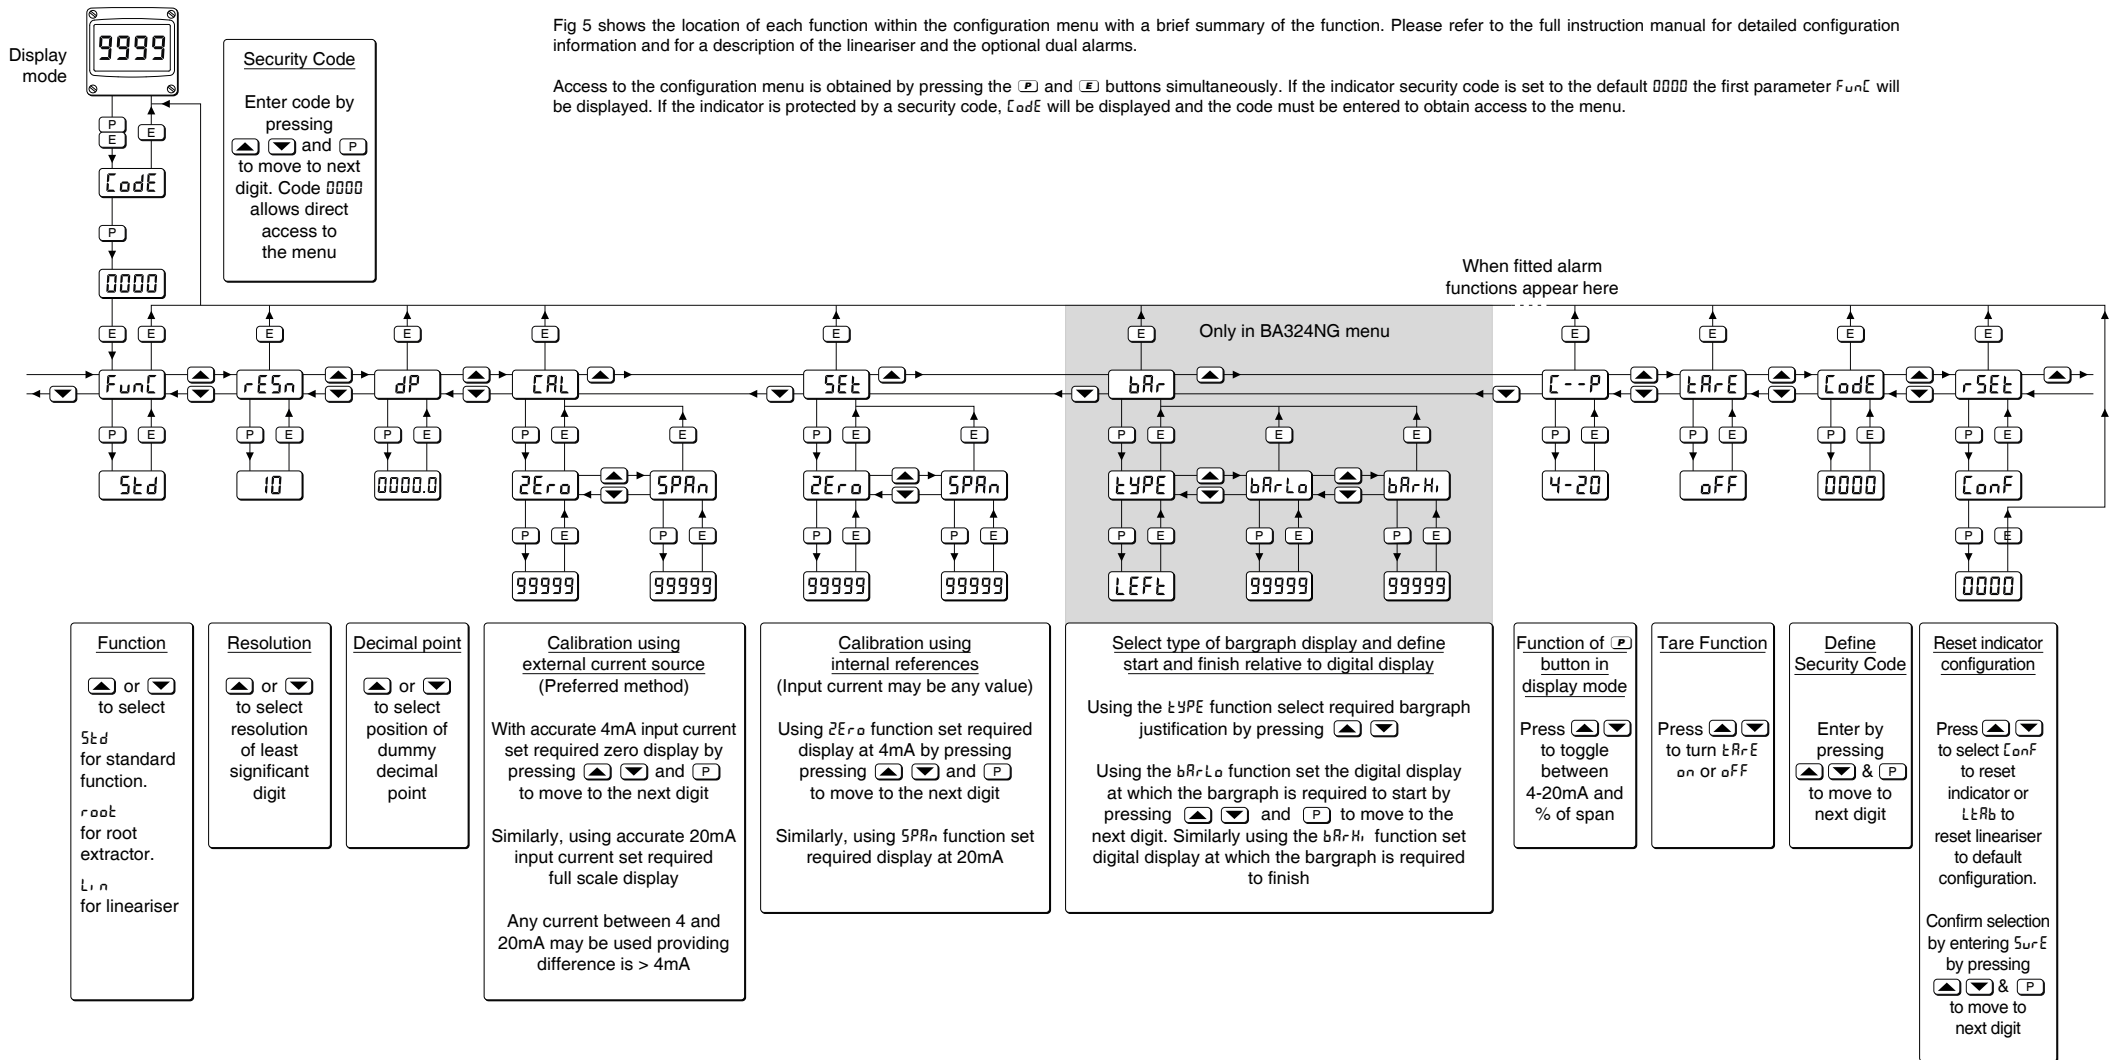 Fig 5 shows the location of each function within the configuration menu with a brief summary of the function. Please refer to the full instruction manual for detailed configuration
information and for a description of the lineariser and the optional dual alarms.
Access to the configuration menu is obtained by pressing the P and E buttons simultaneously. If the indicator security code is set to the default 0000 the first parameter FunC will
be displayed. If the indicator is protected by a security code, CodE will be displayed and the code must be entered to obtain access to the menu.
Display
mode
9999
P
E
E
CodE
P
0000
Security Code
Enter code by
pressing
▲ ▼ and P
to move to next
digit. Code 0000
allows direct
access to
the menu
When fitted alarm
functions appear here
E E E E E E E E E E E
Only in BA324NG menu
FunC rESn dP CAL SEt bAr C--P tArE CodE rSEt
P E P E P E P E E P E E P E E E P E P E P E P E
Std 10 0000.0 2Ero SPAn 2Ero SPAn tYPE bArLo bArHi 4-20 oFF 0000 ConF
P E P E P E P E P E P E P E P E
99999 99999 99999 99999 LEFt 99999 99999 0000
Function
▲ or ▼
to select
Std
for standard
function.
root
for root
extractor.
Lin
for lineariser
Resolution
▲ or ▼
to select
resolution
of least
significant
digit
Decimal point
▲ or ▼
to select
position of
dummy
decimal
point
Calibration using
external current source
(Preferred method)
With accurate 4mA input current
set required zero display by
pressing ▲ ▼ and P
to move to the next digit
Similarly, using accurate 20mA
input current set required
full scale display
Any current between 4 and
20mA may be used providing
difference is > 4mA
Calibration using
internal references
(Input current may be any value)
Using 2Ero function set required
display at 4mA by pressing
pressing ▲ ▼ and P
to move to the next digit
Similarly, using SPAn function set
required display at 20mA
Select type of bargraph display and define
start and finish relative to digital display
Using the tYPE function select required bargraph
justification by pressing ▲ ▼
Using the bArLo function set the digital display
at which the bargraph is required to start by
pressing ▲ ▼ and P to move to the
next digit. Similarly using the bArHi function set
digital display at which the bargraph is required
to finish
Function of P
button in
display mode
Press ▲ ▼
to toggle
between
4-20mA and
% of span
Tare Function
Press ▲ ▼
to turn tArE
on or oFF
Define
Security Code
Enter by
pressing
▲ ▼ & P
to move to
next digit
Reset indicator
configuration
Press ▲ ▼
to select ConF
to reset
indicator or
LtAb to
reset lineariser
to default
configuration.
Confirm selection
by entering SurE
by pressing
▲ ▼ & P
to move to
next digit